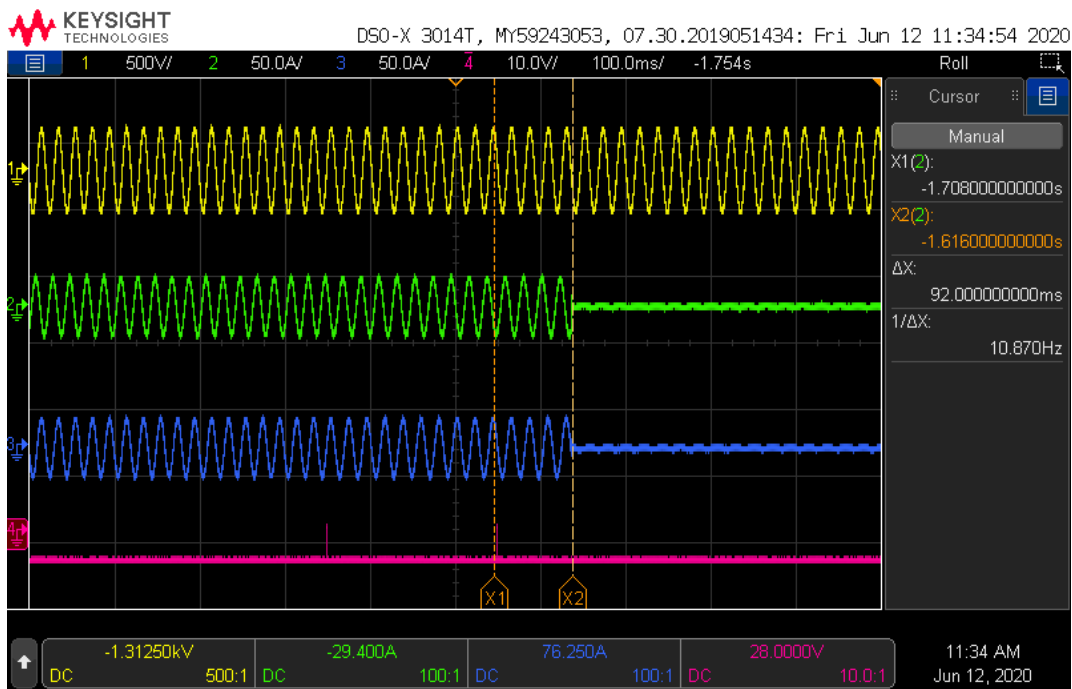 KEYSIGHT
TECHNOLOGIES
DSO-X 3014T, MY59243053, 07.30.2019051434: Fri Jun 12 11:34:54 2020
1 500V/ 2 50.0A/ 3 50.0A/ 4 10.0V/ 100.0ms/ -1.754s Roll
Cursor
Manual
X1(2):
-1.708000000000s
X2(2):
-1.616000000000s
ΔX:
92.000000000ms
1/ΔX:
10.870Hz
1
2
3
4
X1 X2
-1.31250kV -29.400A 76.250A 28.0000V
DC 500:1 DC 100:1 DC 100:1 DC 10.0:1
11:34 AM
Jun 12, 2020